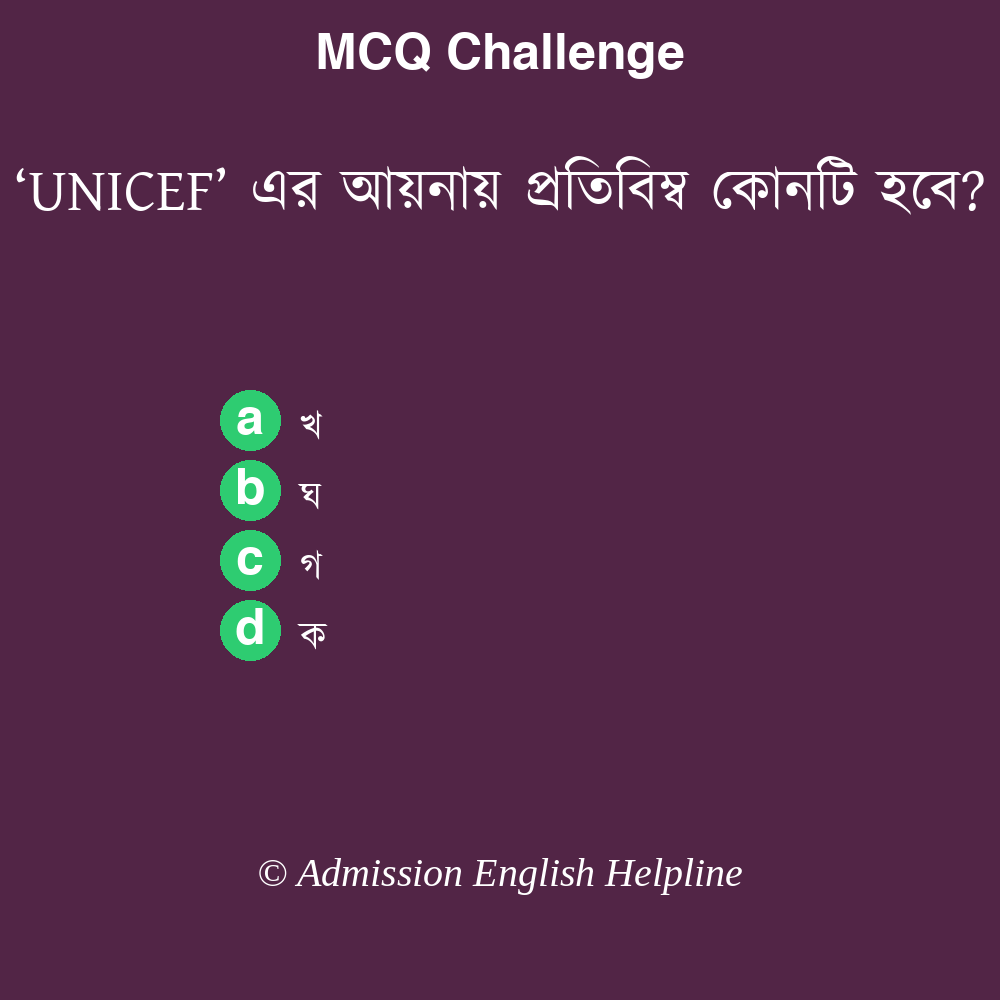 MCQ Challenge
‘UNICEF’ এর আয়নায় প্রতিবিম্ব কোনটি হবে?
a খ
b ঘ
c গ
d ক
© Admission English Helpline